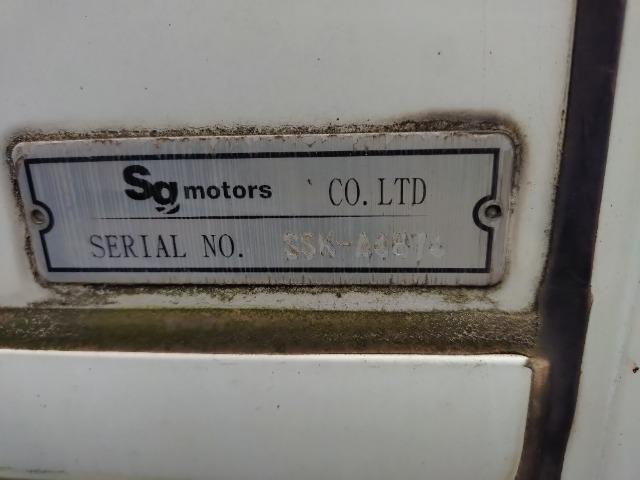 Sg motors CO.LTD
SERIAL NO.